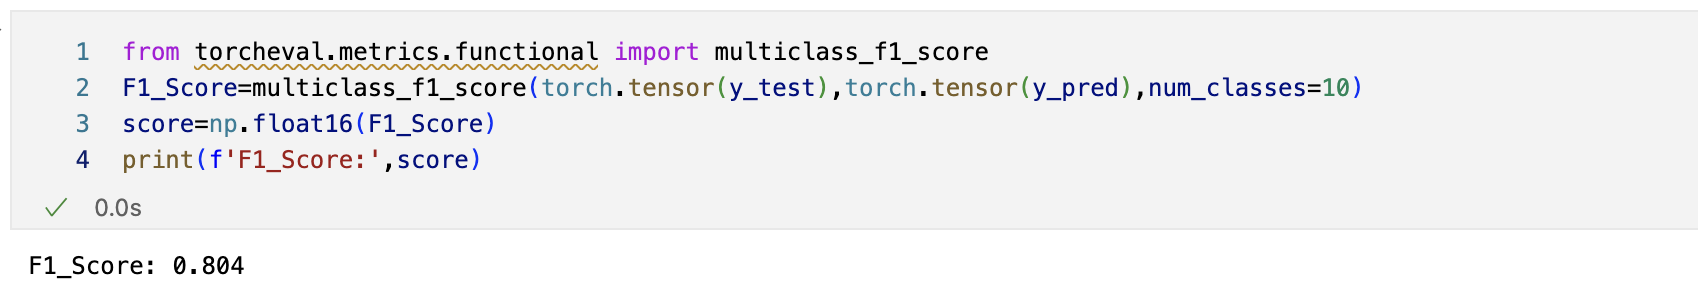 1 from torcheval.metrics.functional import multiclass_f1_score
2 F1_Score=multiclass_f1_score(torch.tensor(y_test),torch.tensor(y_pred),num_classes=10)
3 score=np.float16(F1_Score)
4 print(f'F1_Score:',score)
0.0s
F1_Score: 0.804